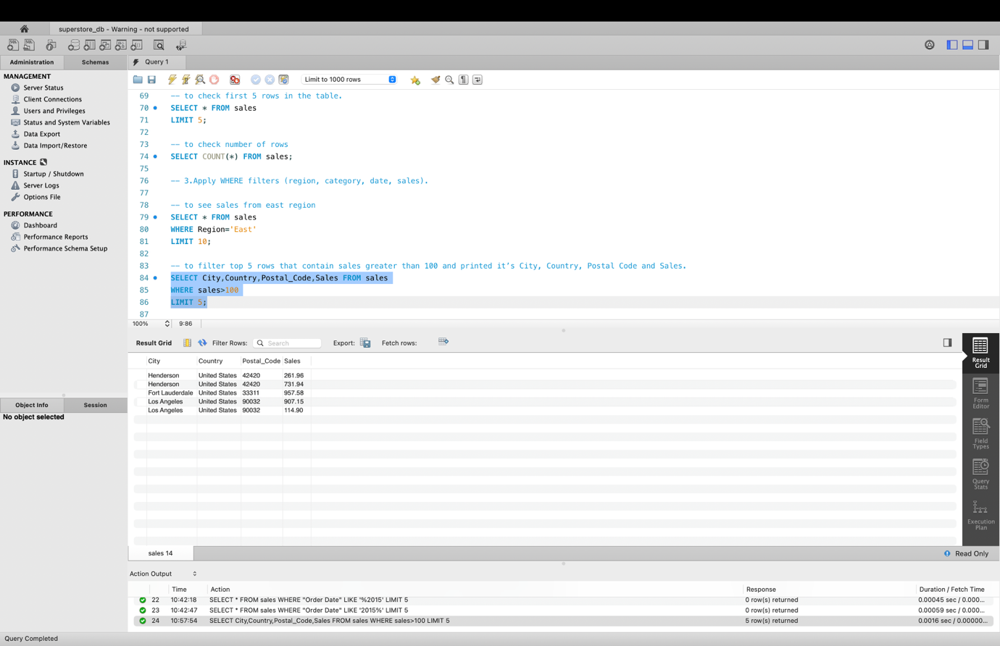 superstore_db - Warning - not supported
Administration
Schemas
Query 1
MANAGEMENT
Server Status
Client Connections
Users and Privileges
Status and System Variables
Data Export
Data Import/Restore
INSTANCE
Startup / Shutdown
Server Logs
Options File
PERFORMANCE
Dashboard
Performance Reports
Performance Schema Setup
Object Info
Session
No object selected
Limit to 1000 rows
69 -- to check first 5 rows in the table.
70 SELECT * FROM sales
71 LIMIT 5;
72
73 -- to check number of rows
74 SELECT COUNT(*) FROM sales;
75
76 -- 3.Apply WHERE filters (region, category, date, sales).
77
78 -- to see sales from east region
79 SELECT * FROM sales
80 WHERE Region='East'
81 LIMIT 10;
82
83 -- to filter top 5 rows that contain sales greater than 100 and printed it's City, Country, Postal Code and Sales.
84 SELECT City,Country,Postal_Code,Sales FROM sales
85 WHERE sales>100
86 LIMIT 5;
87
100% 9:86
Result Grid Filter Rows: Search Export: Fetch rows:
City Country Postal_Code Sales
Henderson United States 42420 261.96
Henderson United States 42420 731.94
Fort Lauderdale United States 33311 957.58
Los Angeles United States 90032 907.15
Los Angeles United States 90032 114.90
Result
Grid
Form
Editor
Field
Types
Query
Stats
Execution
Plan
sales 14
Read Only
Action Output
Time Action Response Duration / Fetch Time
22 10:42:18 SELECT * FROM sales WHERE "Order Date" LIKE '%2015' LIMIT 5 0 row(s) returned 0.00045 sec / 0.000...
23 10:42:47 SELECT * FROM sales WHERE "Order Date" LIKE '2015%' LIMIT 5 0 row(s) returned 0.00059 sec / 0.000...
24 10:57:54 SELECT City,Country,Postal_Code,Sales FROM sales WHERE sales>100 LIMIT 5 5 row(s) returned 0.0016 sec / 0.00000...
Query Completed